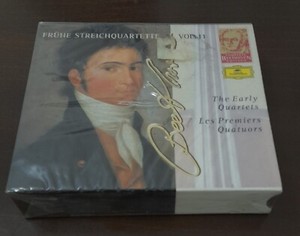 FRÜHE STREICHQUARTETTE
VOL. 11
Beethoven
The Early
Quartets
Les Premiers
Quatuors